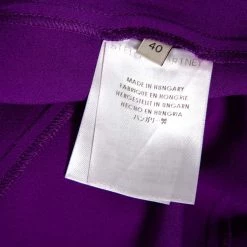 40
MADE IN HUNGARY
FABRIQUE EN HONGRIE
HERGESTELLT IN UNGARN
HECHO EN HUNGRIA
ハンガリー製